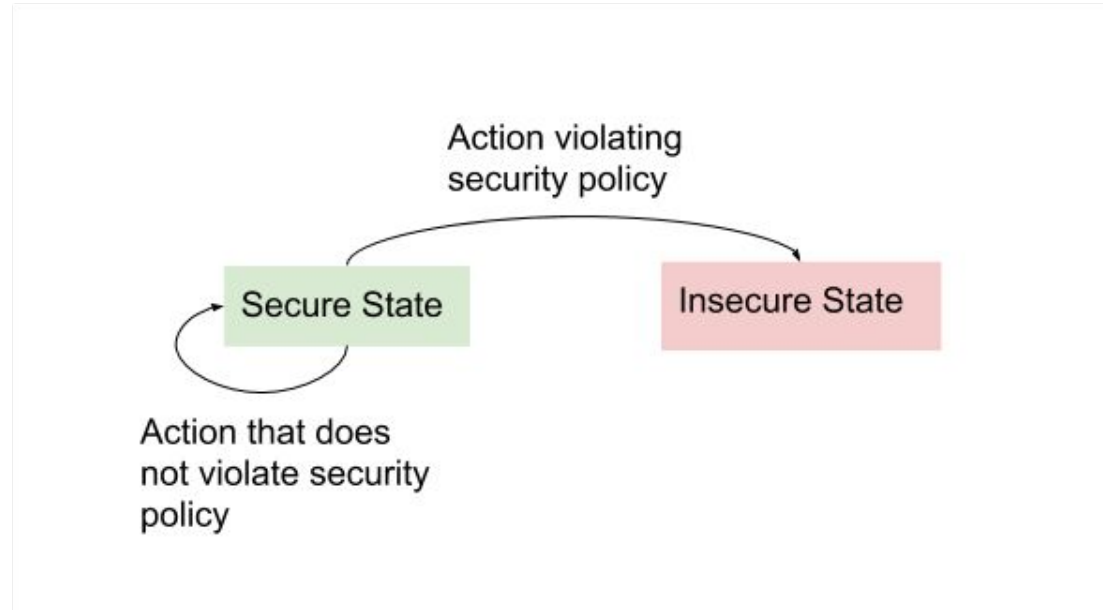 Action violating
security policy
Secure State
Insecure State
Action that does
not violate security
policy